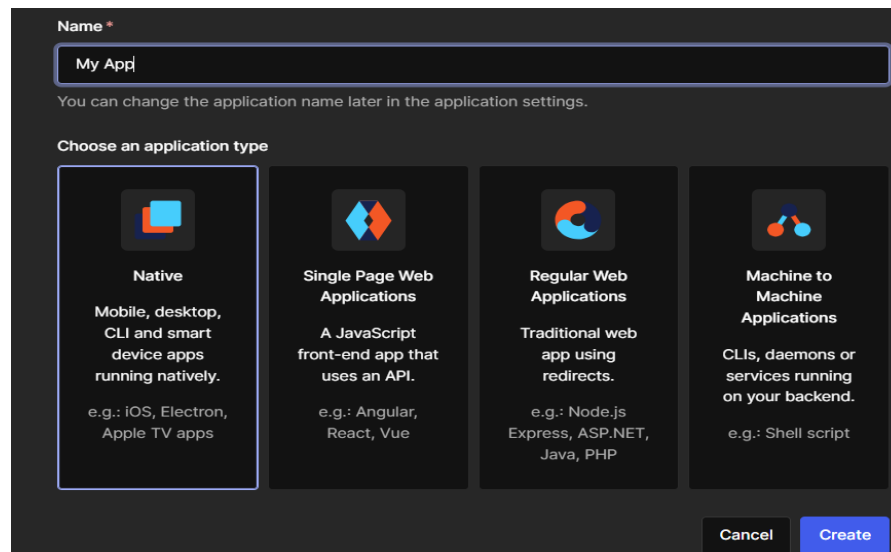 Name *
My App
You can change the application name later in the application settings.
Choose an application type
Native
Mobile, desktop,
CLI and smart
device apps
running natively.
e.g.: iOS, Electron,
Apple TV apps
Single Page Web
Applications
A JavaScript
front-end app that
uses an API.
e.g.: Angular,
React, Vue
Regular Web
Applications
Traditional web
app using
redirects.
e.g.: Node.js
Express, ASP.NET,
Java, PHP
Machine to
Machine
Applications
CLIs, daemons or
services running
on your backend.
e.g.: Shell script
Cancel
Create